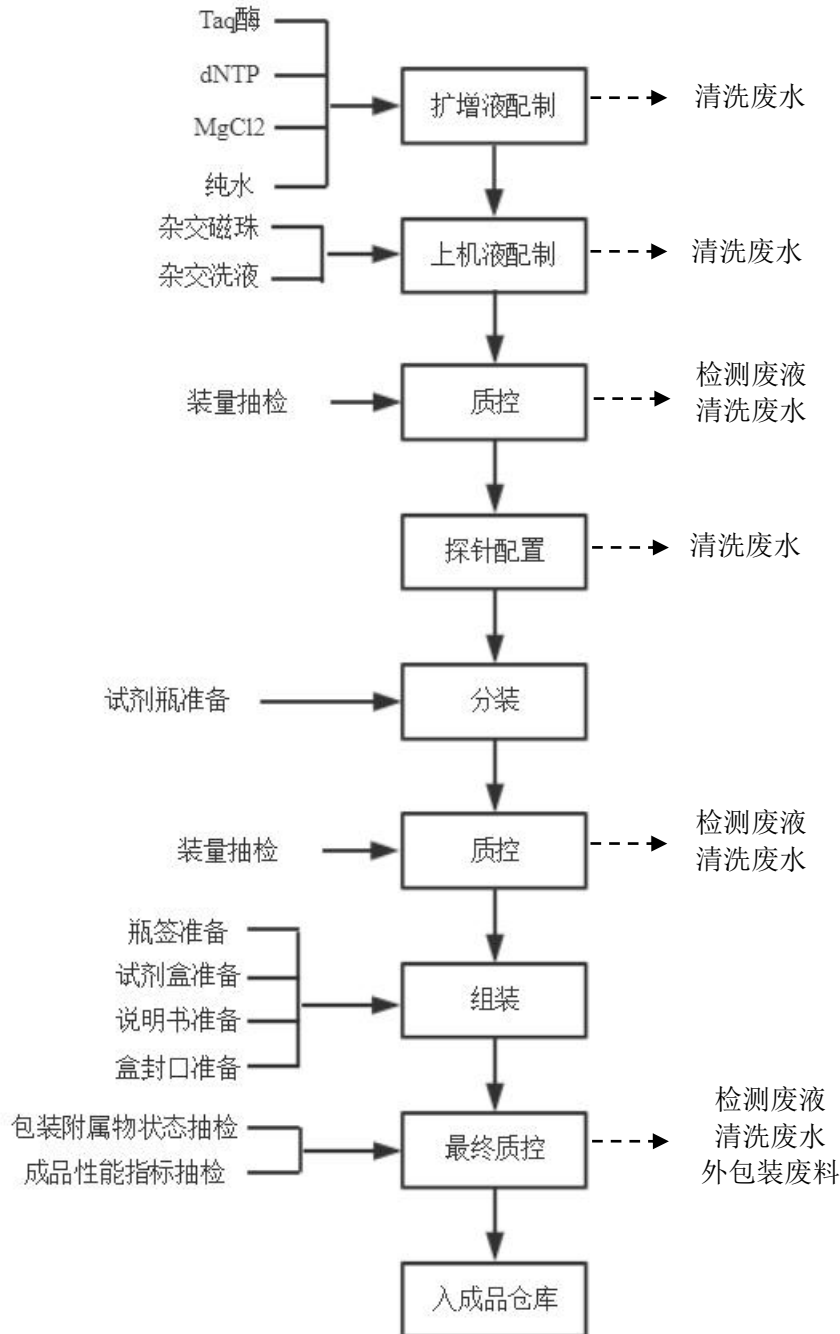 Taq酶
dNTP
MgCl2
纯水
扩增液配制
清洗废水
杂交磁珠
杂交洗液
上机液配制
清洗废水
装量抽检
质控
检测废液
清洗废水
探针配置
清洗废水
试剂瓶准备
分装
装量抽检
质控
检测废液
清洗废水
瓶签准备
试剂盒准备
说明书准备
盒封口准备
组装
包装附属物状态抽检
成品性能指标抽检
最终质控
检测废液
清洗废水
外包装废料
入成品仓库